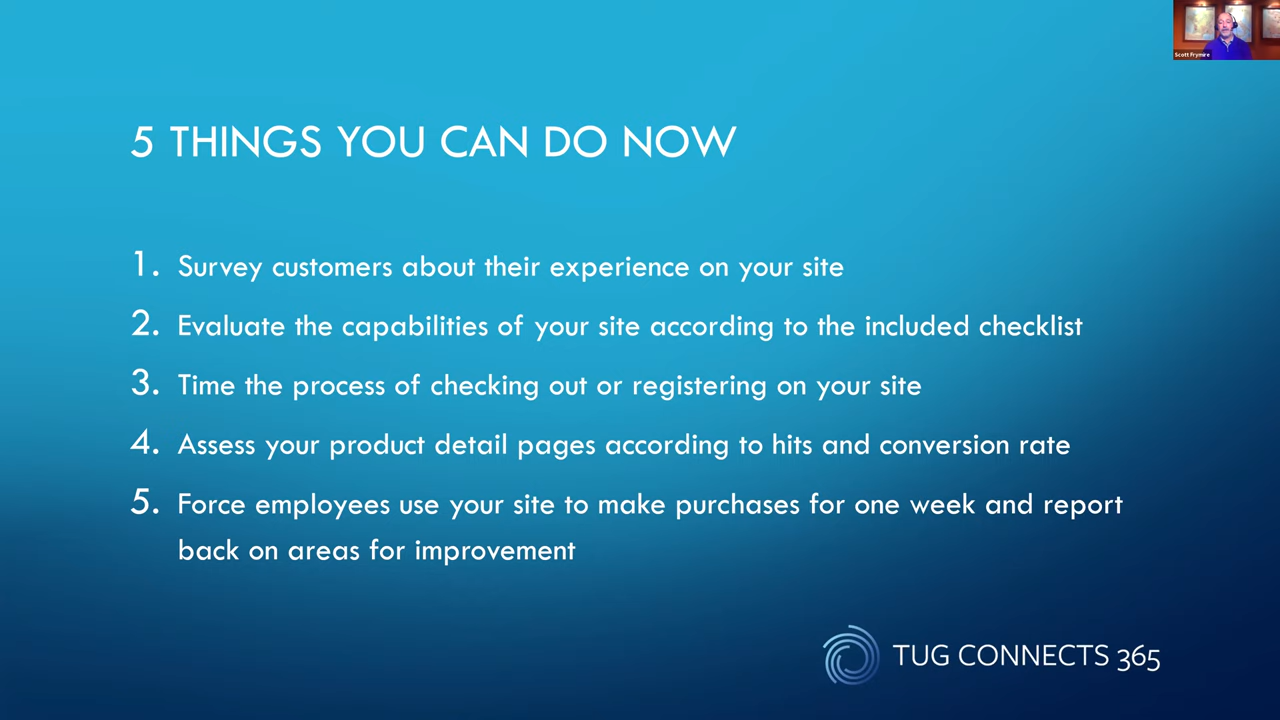 Scott Frymire
5 THINGS YOU CAN DO NOW
1. Survey customers about their experience on your site
2. Evaluate the capabilities of your site according to the included checklist
3. Time the process of checking out or registering on your site
4. Assess your product detail pages according to hits and conversion rate
5. Force employees use your site to make purchases for one week and report
back on areas for improvement
TUG CONNECTS 365